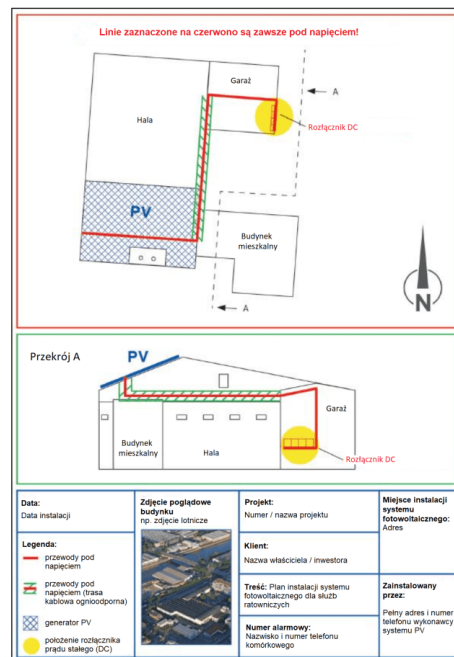 Linie zaznaczone na czerwono są zawsze pod napięciem!
Garaż
A
Hala
Rozłącznik DC
PV
Budynek
mieszkalny
N
A
Przekrój A
PV
Garaż
Budynek
mieszkalny
Hala
Rozłącznik DC
Data:
Data instalacji
Legenda:
przewody pod
napięciem
przewody pod
napięciem (trasa
kablowa ognioodporna)
generator PV
położenie rozłącznika
prądu stałego (DC)
Zdjęcie poglądowe
budynku
np. zdjęcie lotnicze
Projekt:
Numer / nazwa projektu
Klient:
Nazwa właściciela / inwestora
Treść: Plan instalacji systemu
fotowoltaicznego dla służb
ratowniczych
Numer alarmowy:
Nazwisko i numer telefonu
komórkowego
Miejsce instalacji
systemu
fotowoltaicznego:
Adres
Zainstalowany
przez:
Pełny adres i numer
telefonu wykonawcy
systemu PV